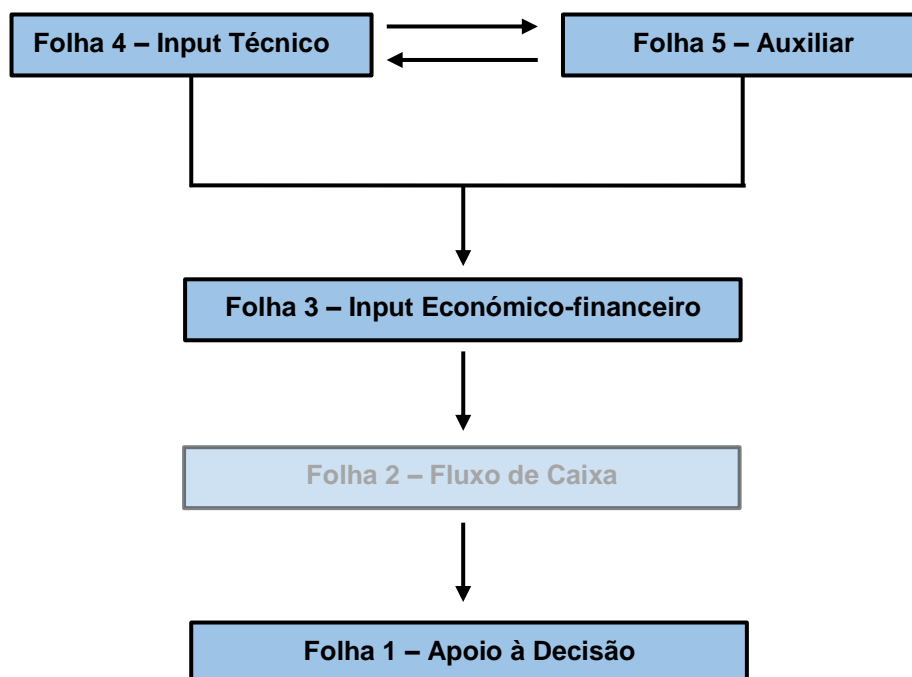 Folha 4 – Input Técnico
Folha 5 – Auxiliar
Folha 3 – Input Económico-financeiro
Folha 2 – Fluxo de Caixa
Folha 1 – Apoio à Decisão